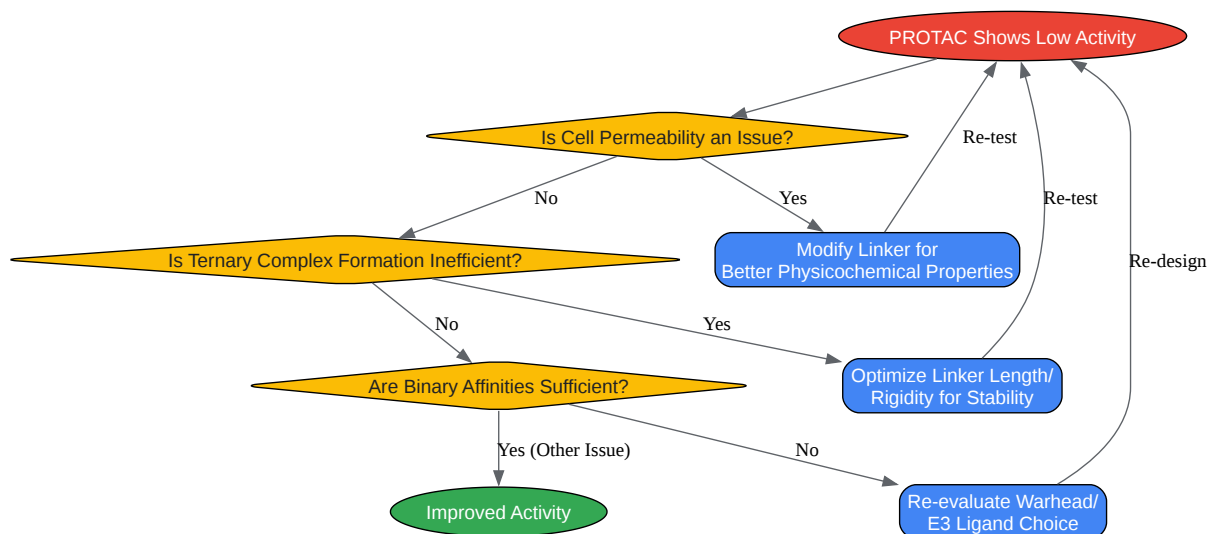 PROTAC Shows Low Activity
Is Cell Permeability an Issue?
Re-test
No
Yes
Re-test
Modify Linker for
Better Physicochemical Properties
Is Ternary Complex Formation Inefficient?
Re-design
No
Yes
Optimize Linker Length/
Rigidity for Stability
Are Binary Affinities Sufficient?
Yes (Other Issue)
No
Improved Activity
Re-evaluate Warhead/
E3 Ligand Choice